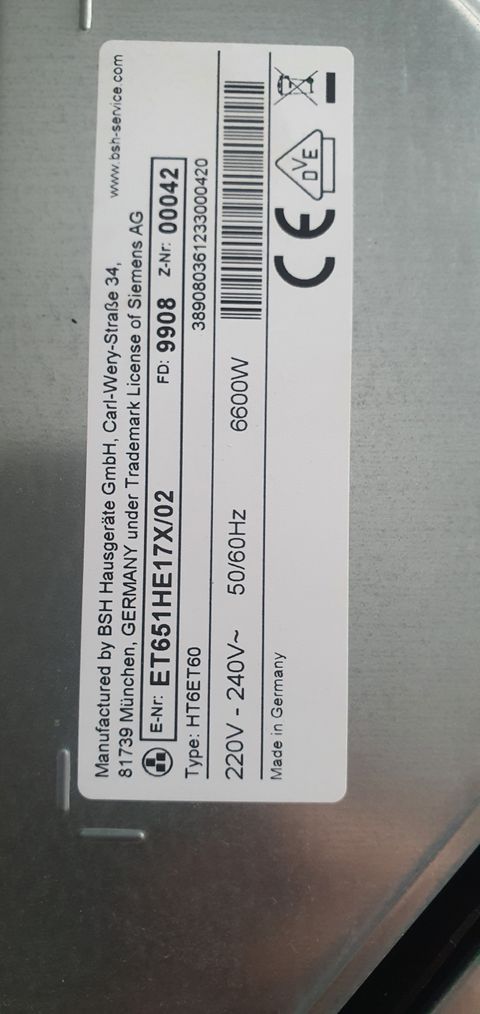 Manufactured by BSH Hausgeräte GmbH, Carl-Wery-Straße 34,
81739 München, GERMANY under Trademark License of Siemens AG
www.bsh-service.com
E-Nr: ET651HE17X/02 FD: 9908 Z-Nr: 00042
Type: HT6ET60 389080361233000420
220V - 240V~ 50/60Hz 6600W
Made in Germany
CE
DVE